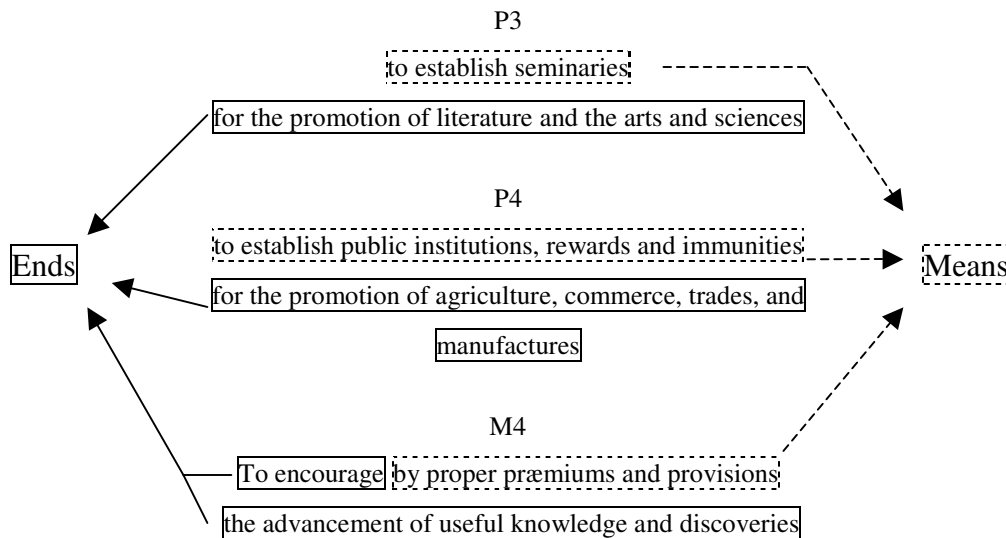 P3
to establish seminaries
for the promotion of literature and the arts and sciences
P4
to establish public institutions, rewards and immunities
Ends
Means
for the promotion of agriculture, commerce, trades, and
manufactures
M4
To encourage by proper præmiums and provisions
the advancement of useful knowledge and discoveries